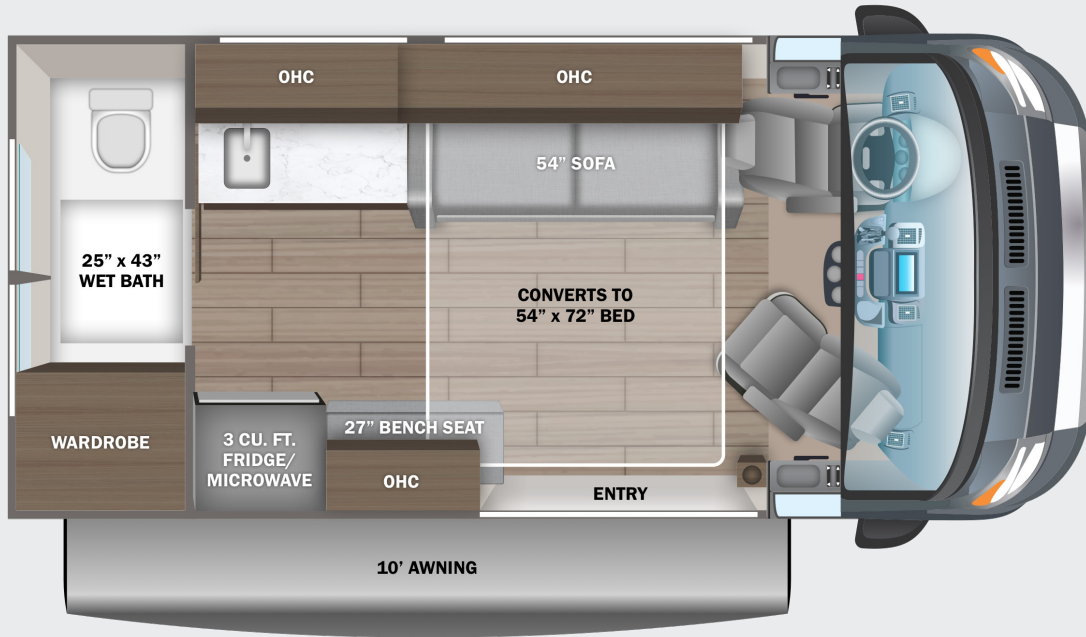 OHC
OHC
54” SOFA
25” x 43”
WET BATH
CONVERTS TO
54” x 72” BED
WARDROBE
3 CU. FT.
FRIDGE/
MICROWAVE
27” BENCH SEAT
OHC
ENTRY
10’ AWNING